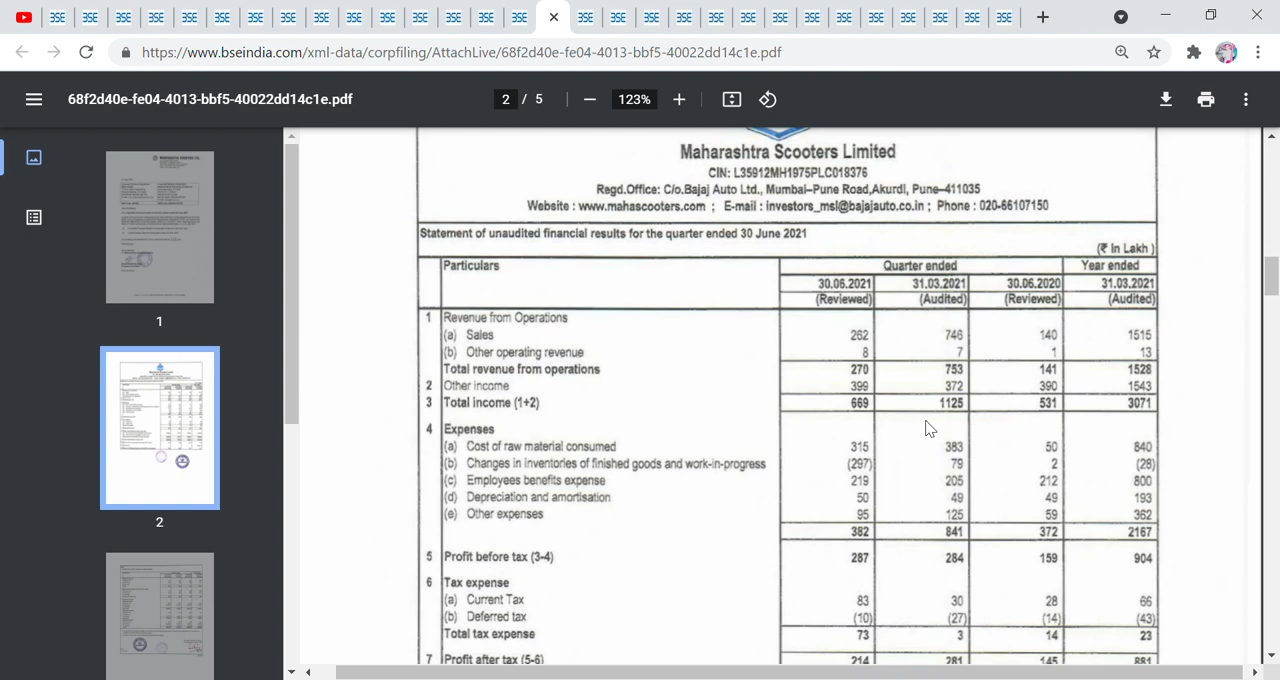 https://www.bseindia.com/xml-data/corpfiling/AttachLive/68f2d40e-fe04-4013-bbf5-40022dd14c1e.pdf
68f2d40e-fe04-4013-bbf5-40022dd14c1e.pdf 2 / 5 123%
1
2
Maharashtra Scooters Limited
CIN: L35912MH1975PLC018376
Regd.Office: C/o.Bajaj Auto Ltd., Mumbai-Pune Road,Akurdi, Pune-411035
Website : www.mahascooters.com ; E-mail : investors_msl@bajajauto.co.in ; Phone : 020-66107150
Statement of unaudited financial results for the quarter ended 30 June 2021
(₹ In Lakh )
Particulars Quarter ended Year ended
30.06.2021 31.03.2021 30.06.2020 31.03.2021
(Reviewed) (Audited) (Reviewed) (Audited)
1 Revenue from Operations
(a) Sales 262 746 140 1515
(b) Other operating revenue 8 7 1 13
Total revenue from operations 270 753 141 1528
2 Other income 399 372 390 1543
3 Total income (1+2) 669 1125 531 3071
4 Expenses
(a) Cost of raw material consumed 315 383 50 840
(b) Changes in inventories of finished goods and work-in-progress (297) 79 2 (28)
(c) Employees benefits expense 219 205 212 800
(d) Depreciation and amortisation 50 49 49 193
(e) Other expenses 95 125 59 362
382 841 372 2167
5 Profit before tax (3-4) 287 284 159 904
6 Tax expense
(a) Current Tax 83 30 28 66
(b) Deferred tax (10) (27) (14) (43)
Total tax expense 73 3 14 23
7 Profit after tax (5-6) 214 281 145 881